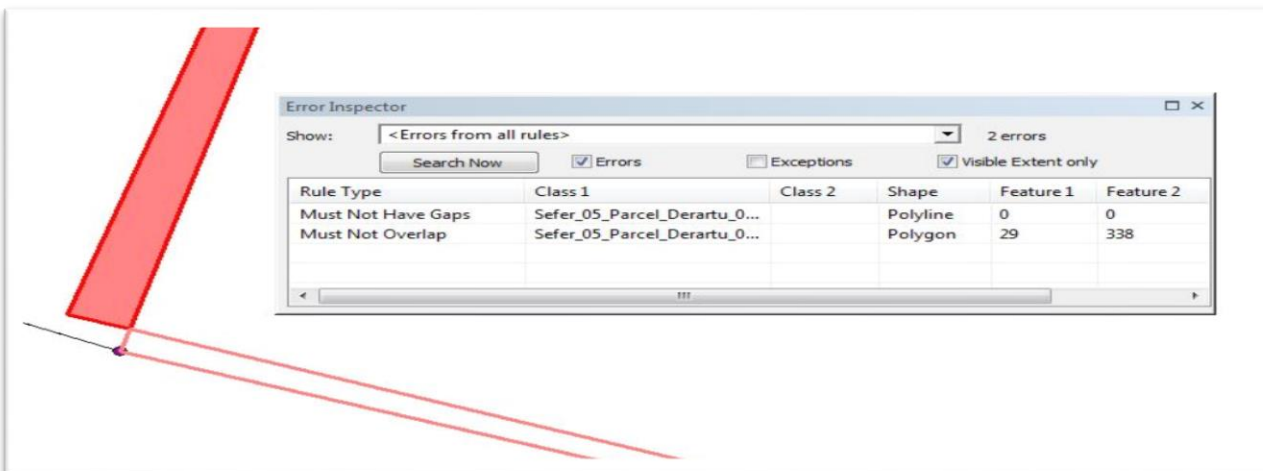 Error Inspector
Show: <Errors from all rules> 2 errors
Search Now Errors Exceptions Visible Extent only
Rule Type Class 1 Class 2 Shape Feature 1 Feature 2
Must Not Have Gaps Sefer_05_Parcel_Derartu_0... Polyline 0 0
Must Not Overlap Sefer_05_Parcel_Derartu_0... Polygon 29 338